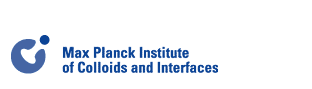 Max Planck Institute
of Colloids and Interfaces